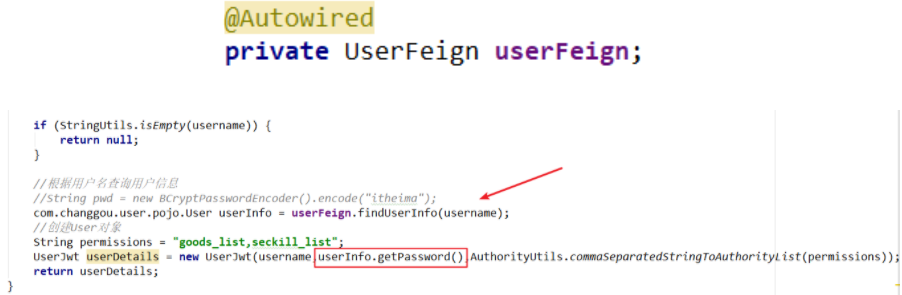 @Autowired
private UserFeign userFeign;
if (StringUtils.isEmpty(username)) {
return null;
}
//根据用户名查询用户信息
//String pwd = new BCryptPasswordEncoder().encode("itheima");
com.changgou.user.pojo.User userInfo = userFeign.findUserInfo(username);
//创建User对象
String permissions = "goods_list,seckill_list";
UserJwt userDetails = new UserJwt(username,userInfo.getPassword(),AuthorityUtils.commaSeparatedStringToAuthorityList(permissions));
return userDetails;
}